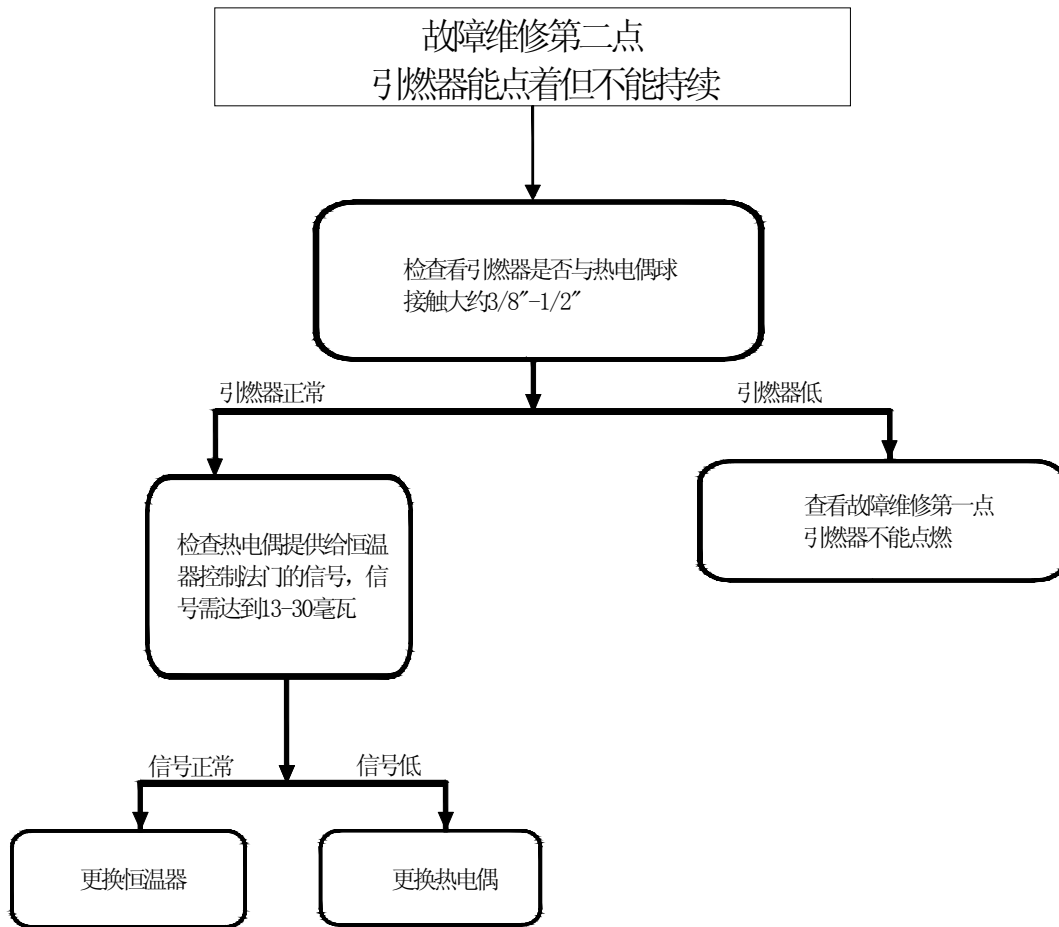 故障维修第二点
引燃器能点着但不能持续
检查看引燃器是否与热电偶球
接触大约3/8"-1/2"
引燃器正常
引燃器低
检查热电偶提供给恒温
器控制法门的信号，信
号需达到13-30毫瓦
查看故障维修第一点
引燃器不能点燃
信号正常
信号低
更换恒温器
更换热电偶